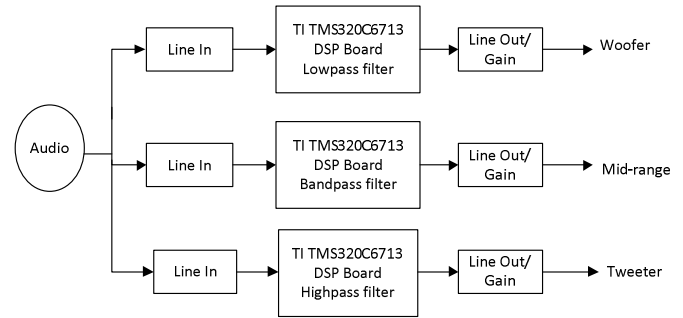 Audio
Line In
TI TMS320C6713
DSP Board
Lowpass filter
Line Out/
Gain
Woofer
Line In
TI TMS320C6713
DSP Board
Bandpass filter
Line Out/
Gain
Mid-range
Line In
TI TMS320C6713
DSP Board
Highpass filter
Line Out/
Gain
Tweeter